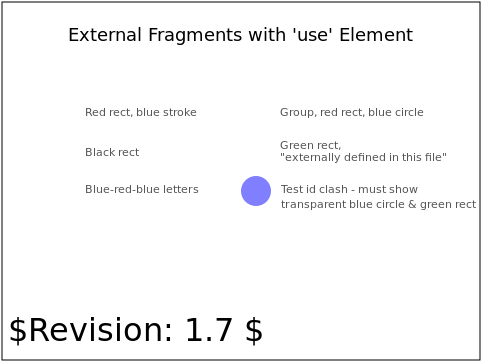 External Fragments with 'use' Element
Red rect, blue stroke
Group, red rect, blue circle
Black rect
Green rect,
"externally defined in this file"
Blue-red-blue letters
Test id clash - must show
transparent blue circle & green rect
$Revision: 1.7 $